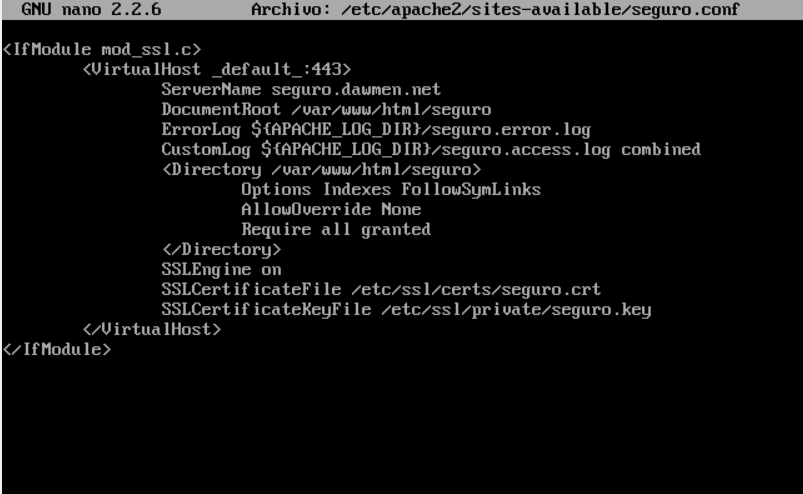 GNU nano 2.2.6 Archivo: /etc/apache2/sites-available/seguro.conf
<IfModule mod_ssl.c>
<VirtualHost _default_:443>
ServerName seguro.dawmen.net
DocumentRoot /var/www/html/seguro
ErrorLog ${APACHE_LOG_DIR}/seguro.error.log
CustomLog ${APACHE_LOG_DIR}/seguro.access.log combined
<Directory /var/www/html/seguro>
Options Indexes FollowSymLinks
AllowOverride None
Require all granted
</Directory>
SSLEngine on
SSLCertificateFile /etc/ssl/certs/seguro.crt
SSLCertificateKeyFile /etc/ssl/private/seguro.key
</VirtualHost>
</IfModule>